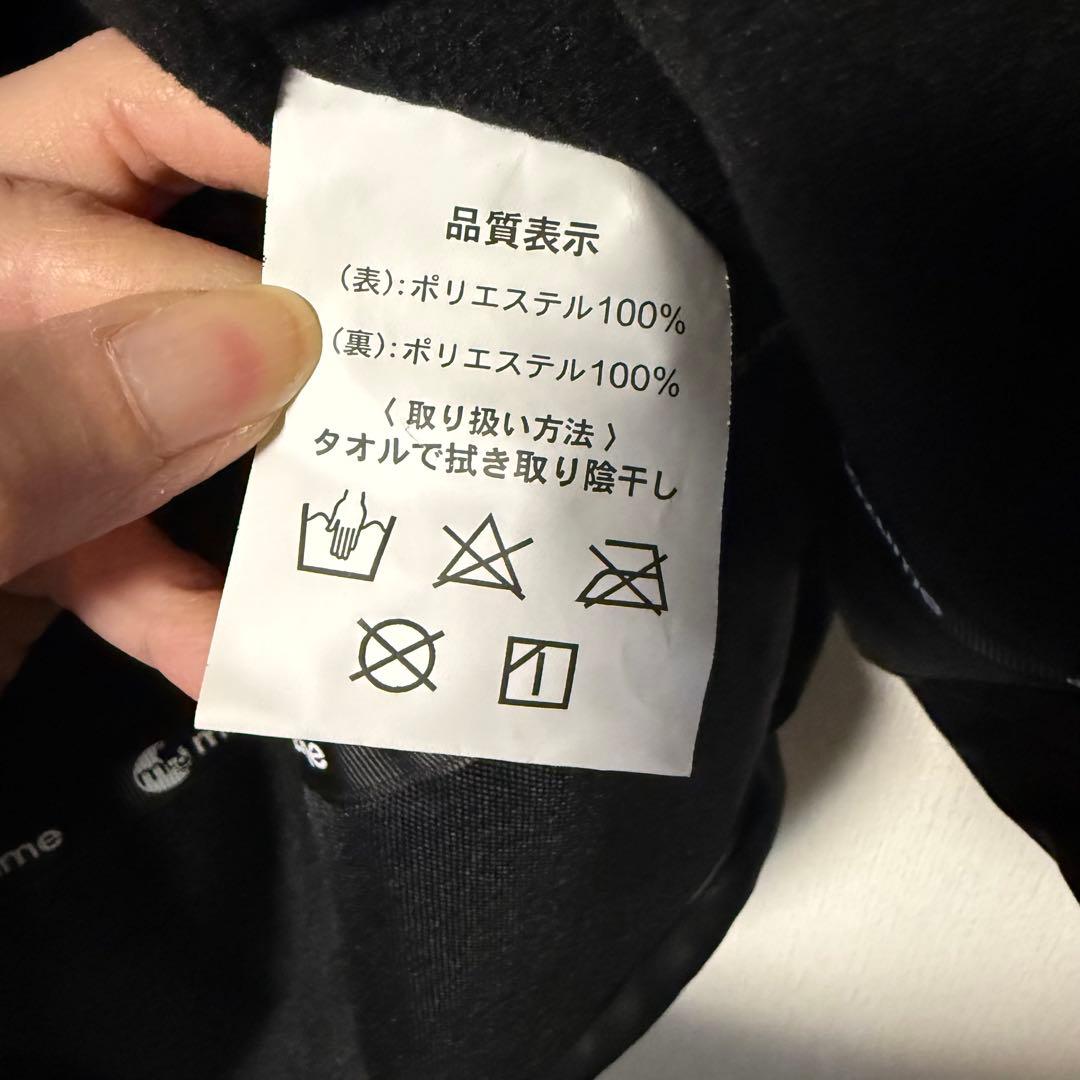 品質表示
(表):ポリエステル100%
(裏):ポリエステル100%
〈 取り扱い方法 〉
タオルで拭き取り陰干し